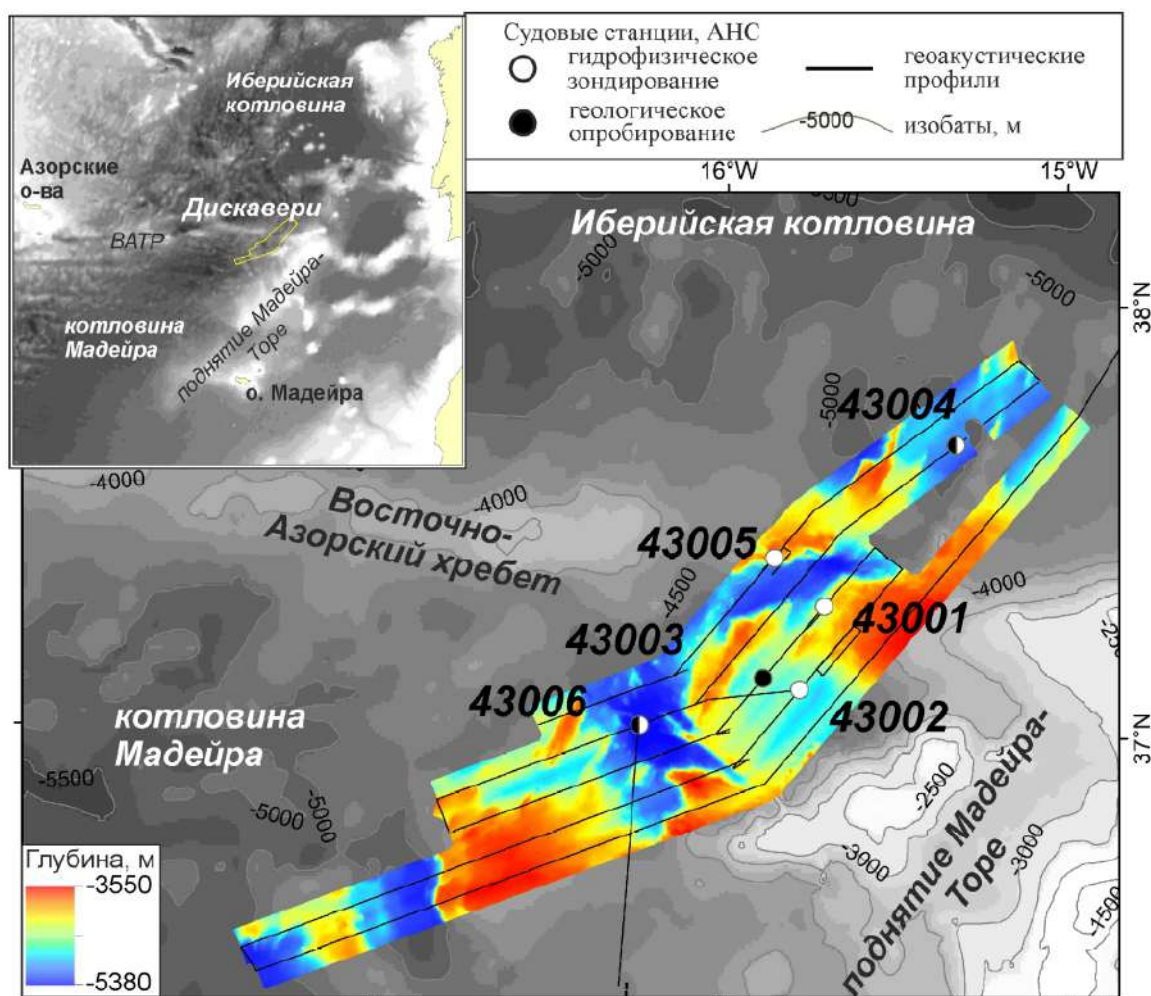 Иберийская
котловина
Азорские
о-ва
Дискавери
ВАТР
поднятие Мадейра-
Торе
котловина
Мадейра
о. Мадейра
Судовые станции, АНС
гидрофизическое
зондирование
геологическое
опробирование
геоакустические
профили
-5000
изобаты, м
16°W
15°W
Иберийская котловина
-5000
-5000
38°N
-5000
43004
-4000
-4000
Восточно-
Азорский хребет
43005
-4500
-4000
43001
43003
43006
43002
37°N
котловина
Мадейра
-5500
-5000
-5000
-2500
-3000
-3000
-1500
поднятие Мадейра-
Торе
Глубина, м
-3550
-5380